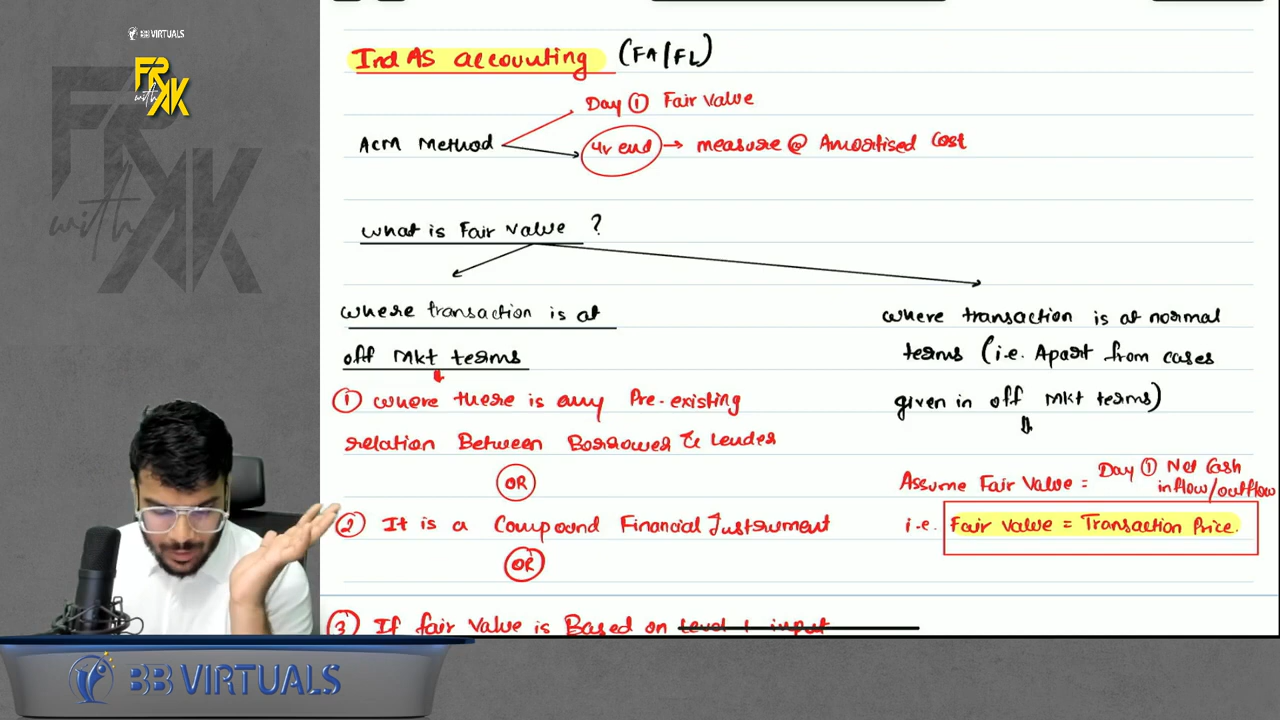 BB VIRTUALS
FR
with
AK
FR
with
AK
Ind AS accounting (FA/FL)
Day ① Fair value
ACM Method
Yr end → measure @ Amortised Cost
what is Fair value ?
where transaction is at
off Mkt terms
① where there is any Pre-existing
relation Between Borrower & Lender
OR
② It is a Compound Financial Instrument
OR
③ If fair value is Based on Level 1 input
where transaction is at normal
terms (i.e. Apart from cases
given in off Mkt terms)
Assume Fair Value = Day ① Net Cash
inflow/outflow
i.e. Fair value = Transaction Price.
BB VIRTUALS